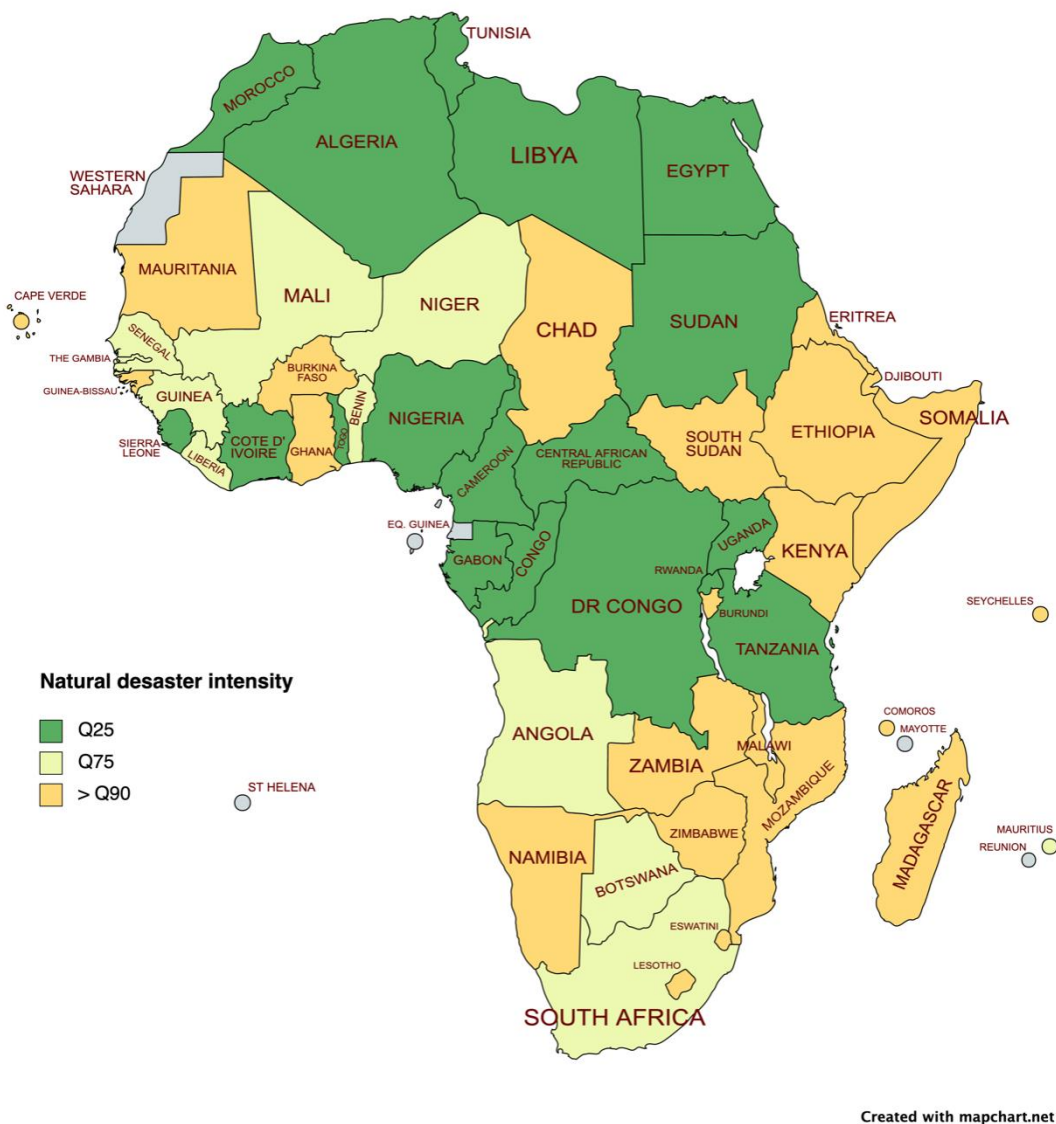 TUNISIA
MOROCCO
ALGERIA
LIBYA
EGYPT
WESTERN
SAHARA
MAURITANIA
MALI
NIGER
CHAD
SUDAN
CAPE VERDE
ERITREA
SENEGAL
THE GAMBIA
BURKINA
FASO
DJIBOUTI
GUINEA-BISSAU
GUINEA
BENIN
NIGERIA
SOMALIA
SIERRA
LEONE
COTE D'
IVOIRE
GHANA
TOGO
SOUTH
SUDAN
ETHIOPIA
LIBERIA
CAMEROON
CENTRAL AFRICAN
REPUBLIC
EQ. GUINEA
GABON
CONGO
UGANDA
KENYA
RWANDA
DR CONGO
BURUNDI
SEYCHELLES
TANZANIA
Natural desaster intensity
Q25
Q75
> Q90
ANGOLA
COMOROS
MAYOTTE
MALAWI
ZAMBIA
ST HELENA
MOZAMBIQUE
MADAGASCAR
ZIMBABWE
MAURITIUS
REUNION
NAMIBIA
BOTSWANA
ESWATINI
LESOTHO
SOUTH AFRICA
Created with mapchart.net